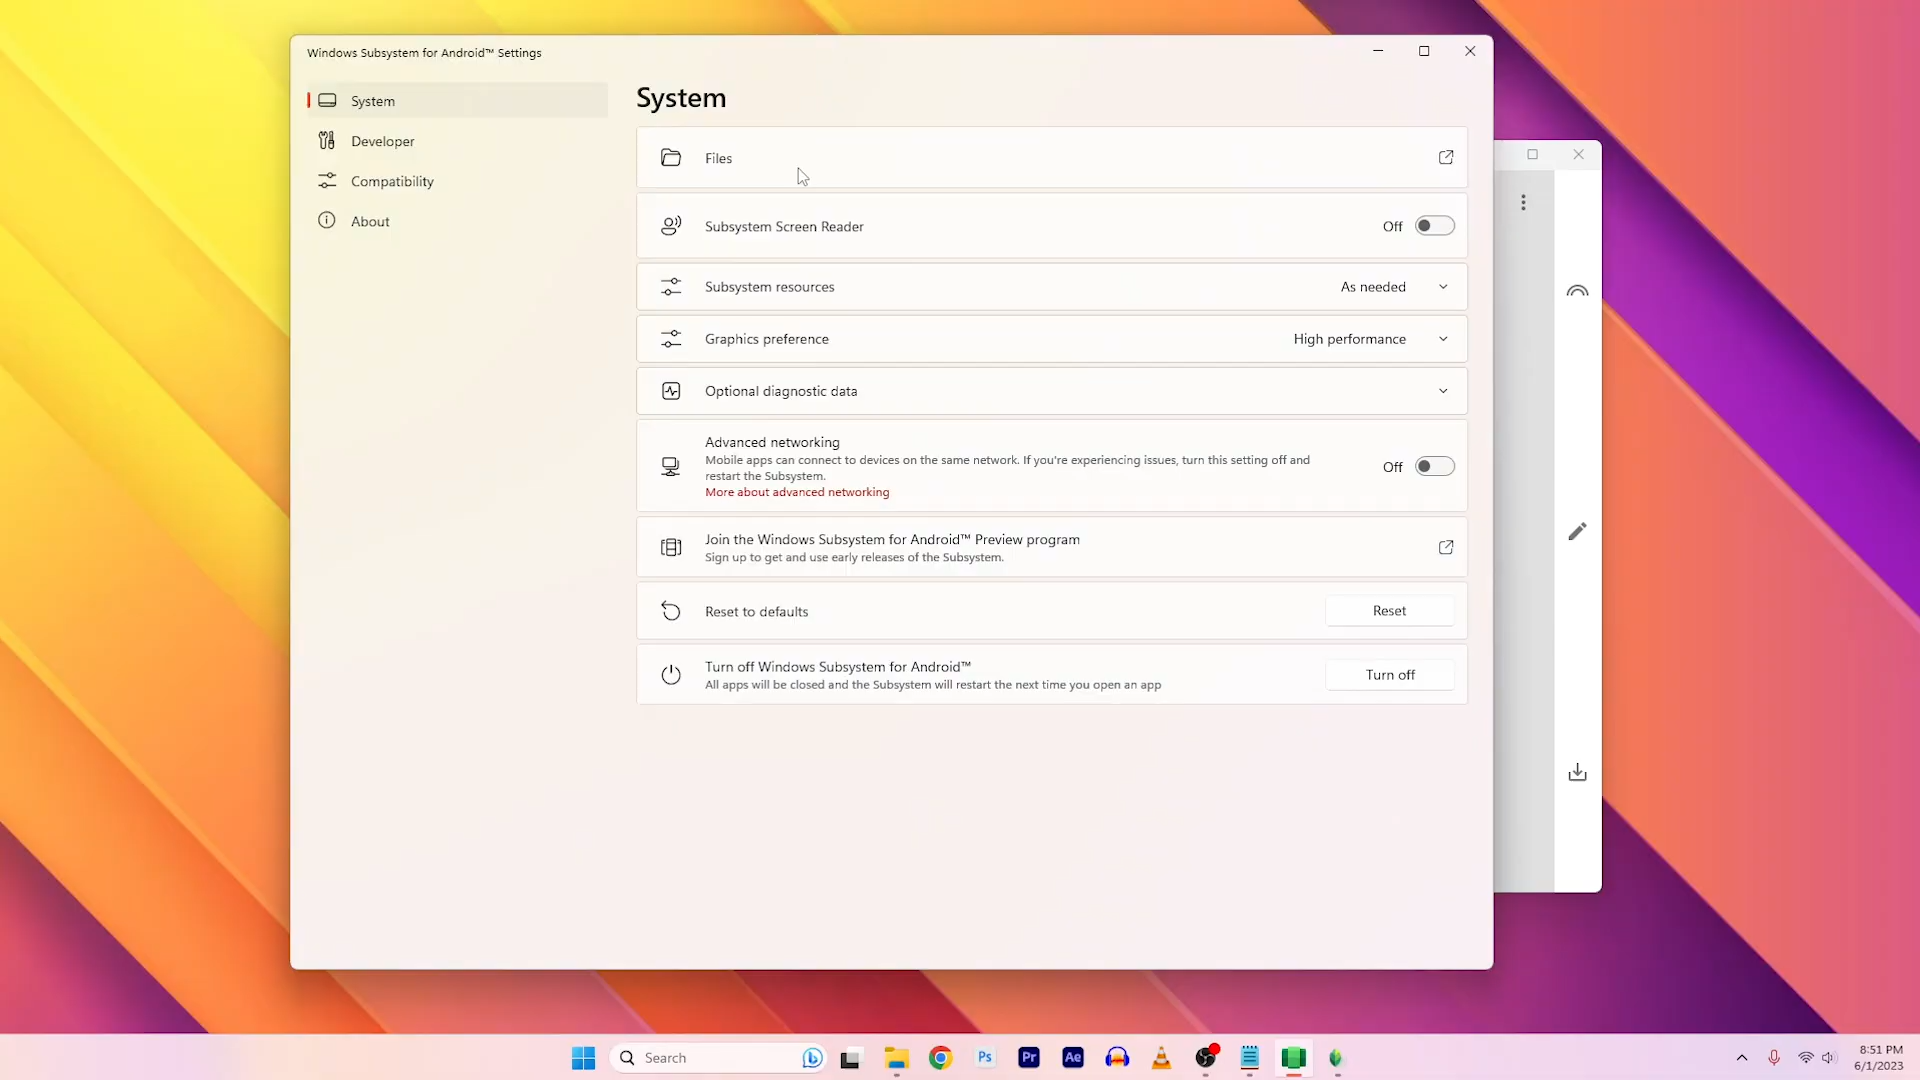 Windows Subsystem for Android™ Settings
System
Developer
Compatibility
About
System
Files
Subsystem Screen Reader
Off
Subsystem resources
As needed
Graphics preference
High performance
Optional diagnostic data
Advanced networking
Mobile apps can connect to devices on the same network. If you're experiencing issues, turn this setting off and
restart the Subsystem.
More about advanced networking
Off
Join the Windows Subsystem for Android™ Preview program
Sign up to get and use early releases of the Subsystem.
Reset to defaults
Reset
Turn off Windows Subsystem for Android™
All apps will be closed and the Subsystem will restart the next time you open an app
Turn off
Search
Ps
Pr
Ae
8:51 PM
6/1/2023